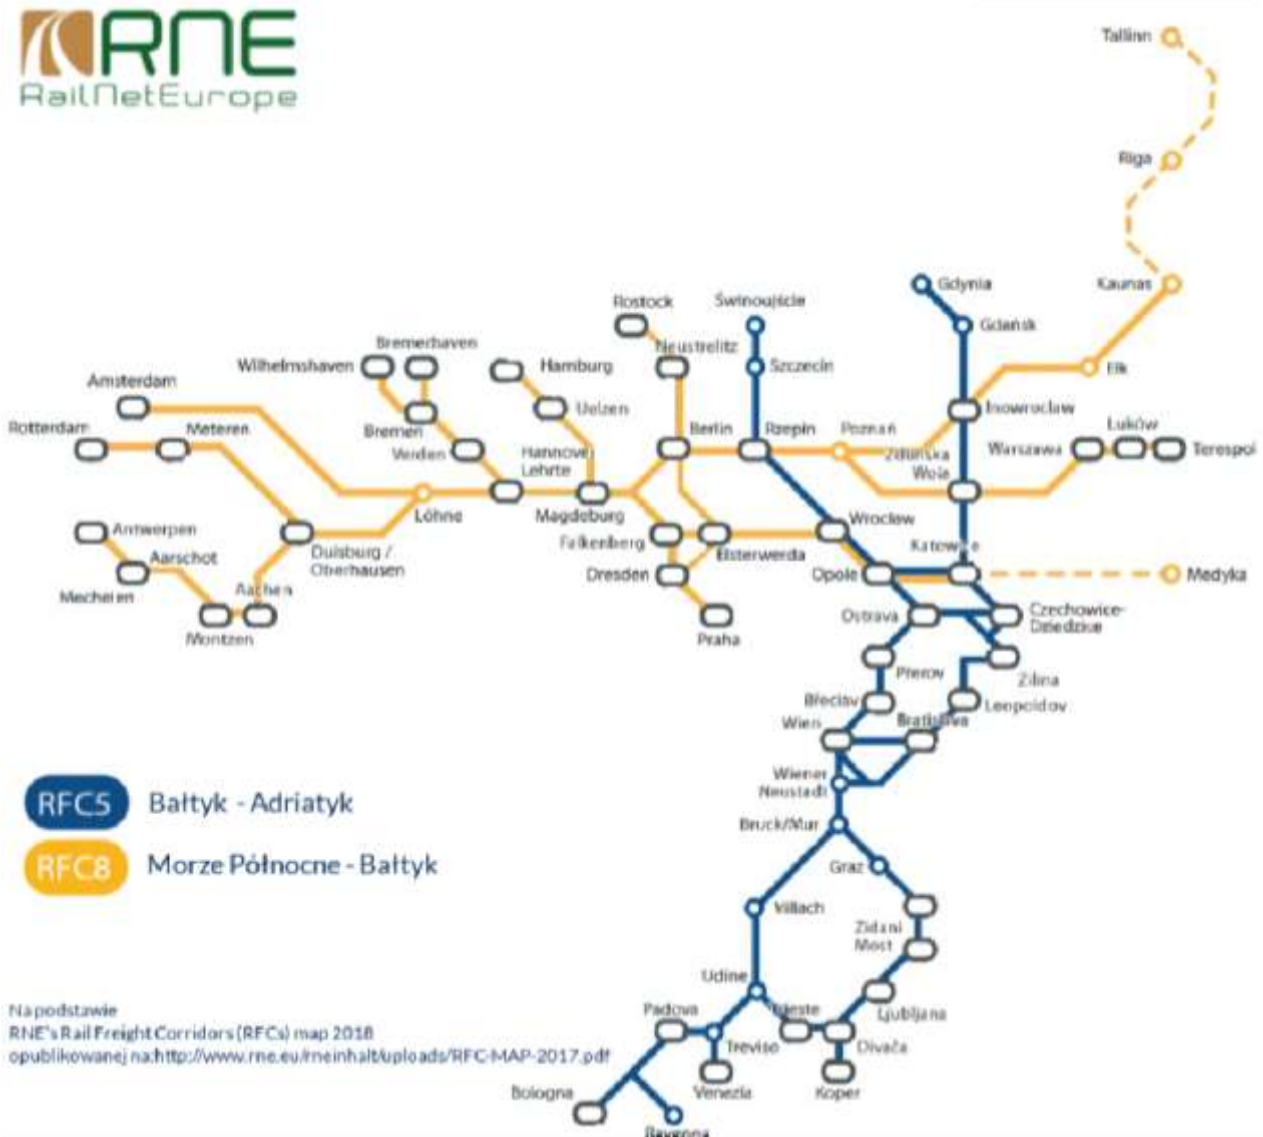 RNE
RailNetEurope
Tallinn
Riga
Gdynia
Kaunas
Rostock
Świnoujście
Gdańsk
Bremerhaven
Neustrelitz
Wilhelmshaven
Hamburg
Szczecin
Ełk
Amsterdam
Uelzen
Inowrocław
Rotterdam
Meteren
Bremen
Berlin
Rzepin
Poznań
Łuków
Verden
Hannover
Lehrte
Zduńska
Wola
Warszawa
Terespol
Löhne
Magdeburg
Antwerpen
Duisburg /
Oberhausen
Falkenberg
Elsterwerda
Wrocław
Katowice
Aarschot
Mechelen
Aachen
Dresden
Opole
Medyka
Montzen
Praha
Ostrava
Czechowice-
Dziedzice
Přerov
Žilina
Břeclav
Leopoldov
Wien
Bratislava
Wiener
Neustadt
RFC5 Bałtyk - Adriatyk
Bruck/Mur
RFC8 Morze Północne - Bałtyk
Graz
Villach
Zidani
Most
Udine
Padova
Trieste
Ljubljana
Treviso
Divača
Bologna
Venezia
Koper
Ravenna
Na podstawie
RNE's Rail Freight Corridors (RFCs) map 2018
opublikowanej na:http://www.rne.eu/rneinhalt/uploads/RFC-MAP-2017.pdf